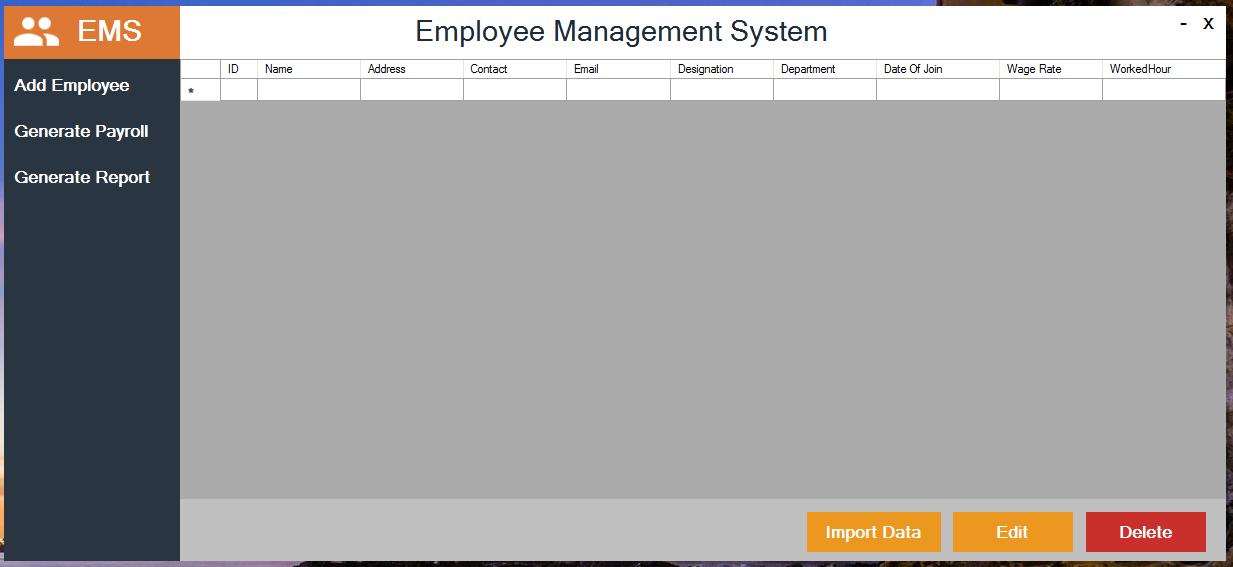 EMS
Employee Management System
- X
Add Employee
Generate Payroll
Generate Report
ID Name Address Contact Email Designation Department Date Of Join Wage Rate WorkedHour
*
Import Data Edit Delete